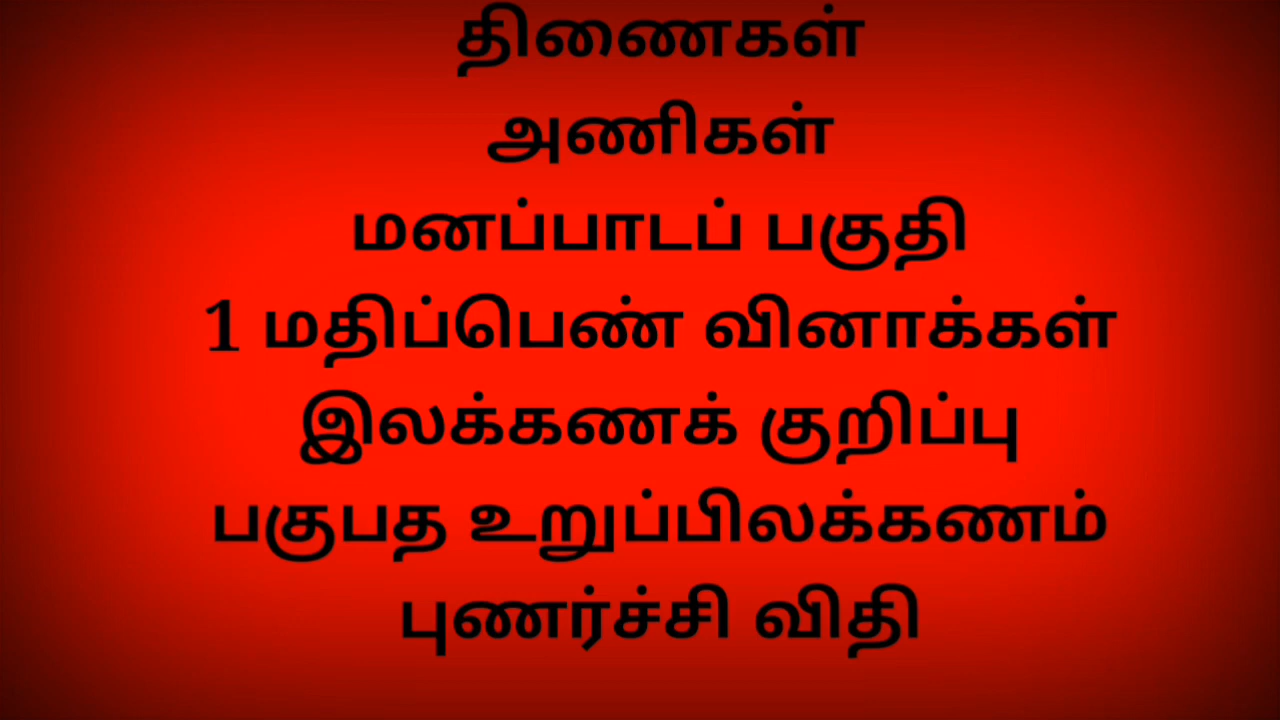 திணைகள்
அணிகள்
மனப்பாடப் பகுதி
1 மதிப்பெண் வினாக்கள்
இலக்கணக் குறிப்பு
பகுபத உறுப்பிலக்கணம்
புணர்ச்சி விதி